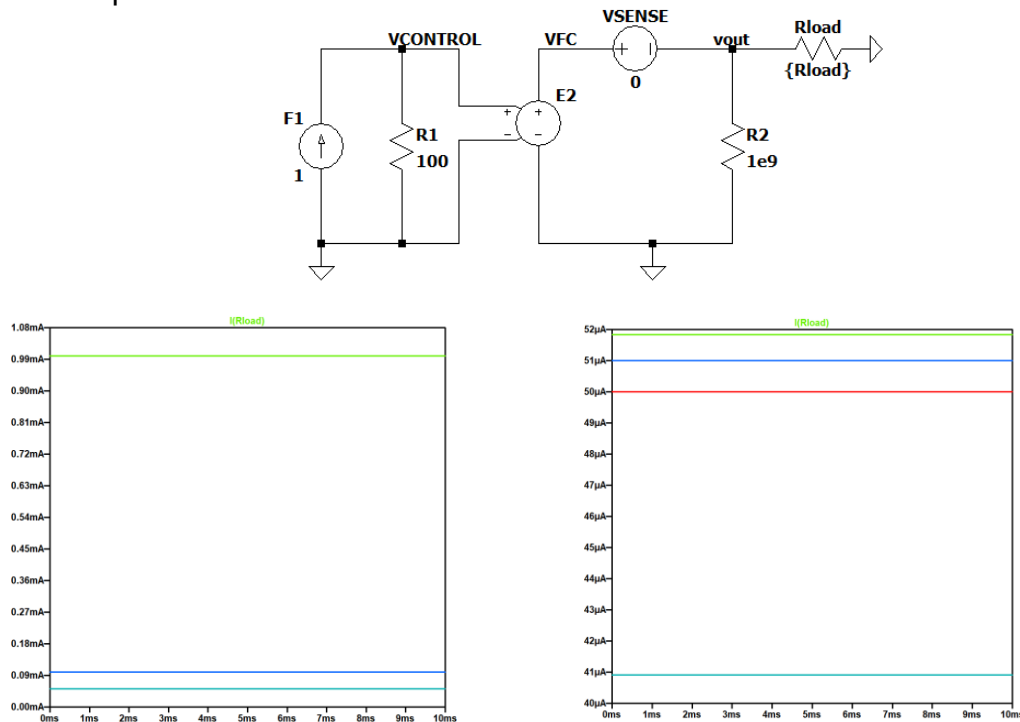 VSENSE
Rload
VCONTROL
VFC
vout
{Rload}
0
E2
F1
R1
R2
100
1e9
1
I(Rload)
1.08mA
0.99mA
0.90mA
0.81mA
0.72mA
0.63mA
0.54mA
0.45mA
0.36mA
0.27mA
0.18mA
0.09mA
0.00mA
0ms 1ms 2ms 3ms 4ms 5ms 6ms 7ms 8ms 9ms 10ms
I(Rload)
52µA
51µA
50µA
49µA
48µA
47µA
46µA
45µA
44µA
43µA
42µA
41µA
40µA
0ms 1ms 2ms 3ms 4ms 5ms 6ms 7ms 8ms 9ms 10ms